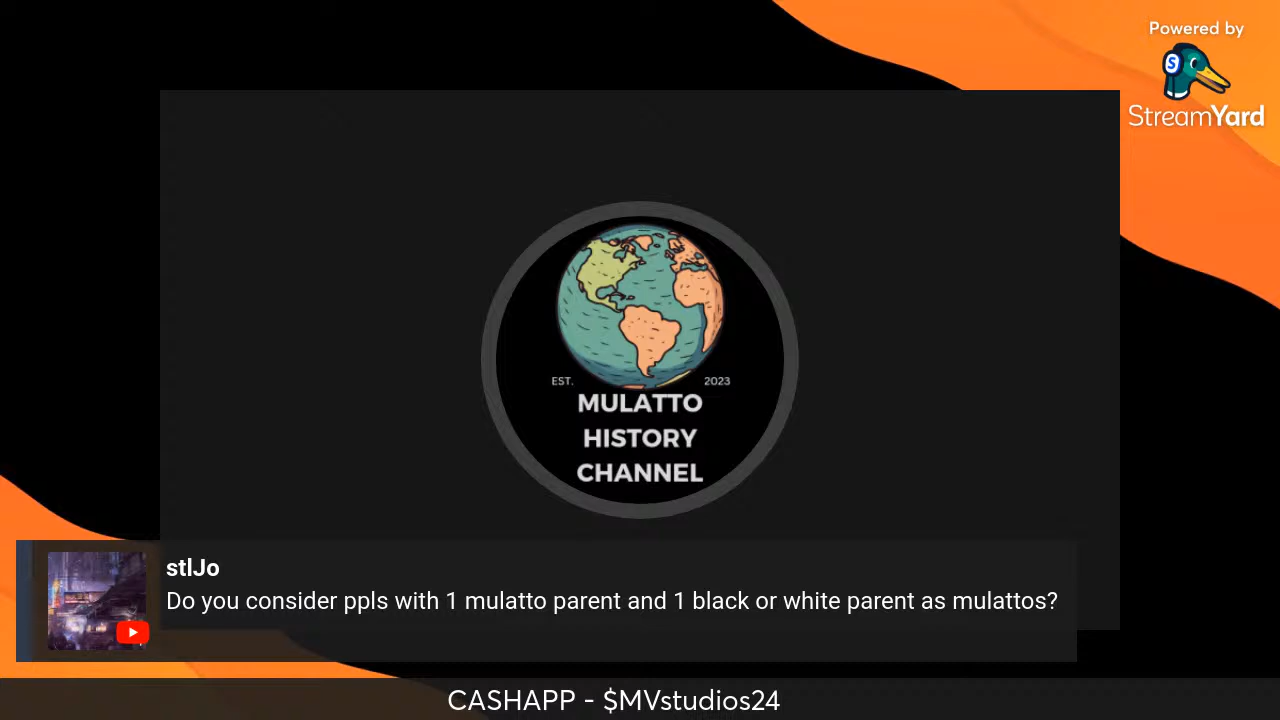 Powered by
S
StreamYard
EST. 2023
MULATTO
HISTORY
CHANNEL
stlJo
Do you consider ppls with 1 mulatto parent and 1 black or white parent as mulattos?
CASHAPP - $MVstudios24